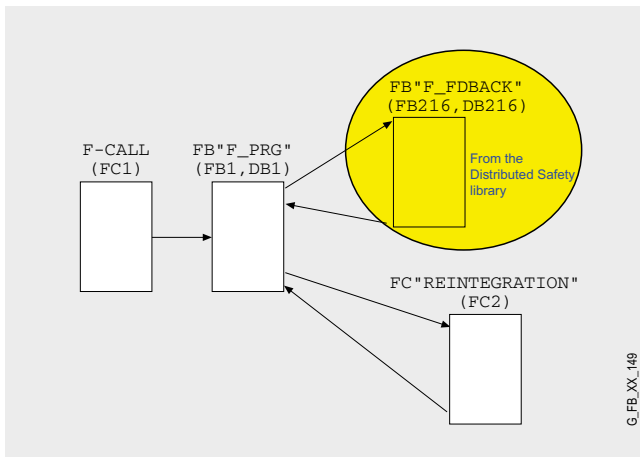 F-CALL
(FC1)
FB"F_PRG"
(FB1,DB1)
FB"F_FDBACK"
(FB216,DB216)
From the
Distributed Safety
library
FC"REINTEGRATION"
(FC2)
G_FB_XX_149